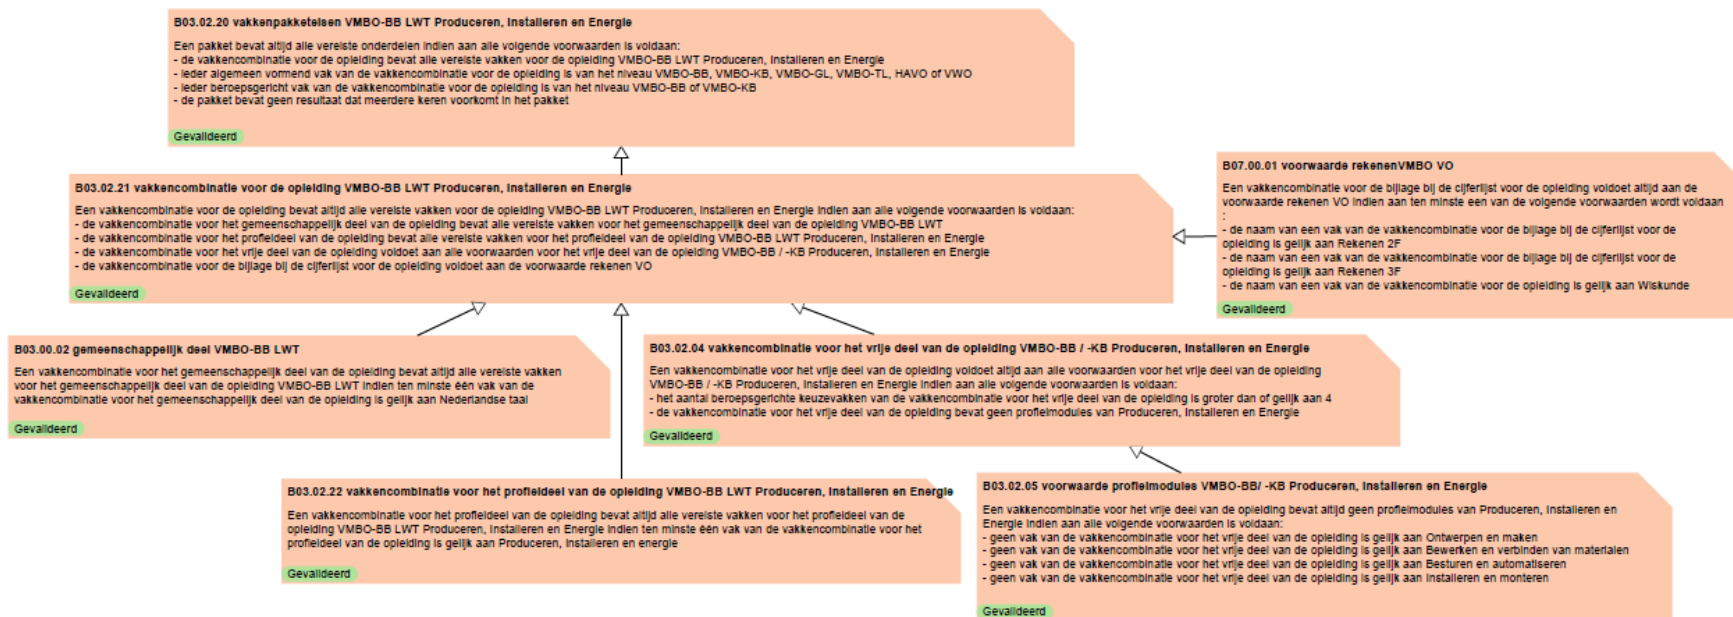 B03.02.20 vakkenpakketeisen VMBO-BB LWT Produceren, Installeren en Energie
Een pakket bevat altijd alle vereiste onderdelen indien aan alle volgende voorwaarden is voldaan:
- de vakkencombinatie voor de opleiding bevat alle vereiste vakken voor de opleiding VMBO-BB LWT Produceren, Installeren en Energie
- ieder algemeen vormend vak van de vakkencombinatie voor de opleiding is van het niveau VMBO-BB, VMBO-KB, VMBO-GL, VMBO-TL, HAVO of VWO
- ieder beroepsgericht vak van de vakkencombinatie voor de opleiding is van het niveau VMBO-BB of VMBO-KB
- de pakket bevat geen resultaat dat meerdere keren voorkomt in het pakket
Gevalideerd
B03.02.21 vakkencombinatie voor de opleiding VMBO-BB LWT Produceren, Installeren en Energie
Een vakkencombinatie voor de opleiding bevat altijd alle vereiste vakken voor de opleiding VMBO-BB LWT Produceren, Installeren en Energie indien aan alle volgende voorwaarden is voldaan:
- de vakkencombinatie voor het gemeenschappelijk deel van de opleiding bevat alle vereiste vakken voor het gemeenschappelijk deel van de opleiding VMBO-BB LWT
- de vakkencombinatie voor het profieldeel van de opleiding bevat alle vereiste vakken voor het profieldeel van de opleiding VMBO-BB LWT Produceren, Installeren en Energie
- de vakkencombinatie voor het vrije deel van de opleiding voldoet aan alle voorwaarden voor het vrije deel van de opleiding VMBO-BB / -KB Produceren, Installeren en Energie
- de vakkencombinatie voor de bijlage bij de cijferlijst voor de opleiding voldoet aan de voorwaarde rekenen VO
Gevalideerd
B07.00.01 voorwaarde rekenenVMBO VO
Een vakkencombinatie voor de bijlage bij de cijferlijst voor de opleiding voldoet altijd aan de
voorwaarde rekenen VO indien aan ten minste een van de volgende voorwaarden wordt voldaan
:
- de naam van een vak van de vakkencombinatie voor de bijlage bij de cijferlijst voor de
opleiding is gelijk aan Rekenen 2F
- de naam van een vak van de vakkencombinatie voor de bijlage bij de cijferlijst voor de
opleiding is gelijk aan Rekenen 3F
- de naam van een vak van de vakkencombinatie voor de opleiding is gelijk aan Wiskunde
Gevalideerd
B03.00.02 gemeenschappelijk deel VMBO-BB LWT
Een vakkencombinatie voor het gemeenschappelijk deel van de opleiding bevat altijd alle vereiste vakken
voor het gemeenschappelijk deel van de opleiding VMBO-BB LWT indien ten minste één vak van de
vakkencombinatie voor het gemeenschappelijk deel van de opleiding is gelijk aan Nederlandse taal
Gevalideerd
B03.02.04 vakkencombinatie voor het vrije deel van de opleiding VMBO-BB / -KB Produceren, Installeren en Energie
Een vakkencombinatie voor het vrije deel van de opleiding voldoet altijd aan alle voorwaarden voor het vrije deel van de opleiding
VMBO-BB / -KB Produceren, Installeren en Energie indien aan alle volgende voorwaarden is voldaan:
- het aantal beroepsgerichte keuzevakken van de vakkencombinatie voor het vrije deel van de opleiding is groter dan of gelijk aan 4
- de vakkencombinatie voor het vrije deel van de opleiding bevat geen profielmodules van Produceren, Installeren en Energie
Gevalideerd
B03.02.22 vakkencombinatie voor het profieldeel van de opleiding VMBO-BB LWT Produceren, Installeren en Energie
Een vakkencombinatie voor het profieldeel van de opleiding bevat altijd alle vereiste vakken voor het profieldeel van de
opleiding VMBO-BB LWT Produceren, Installeren en Energie indien ten minste één vak van de vakkencombinatie voor het
profieldeel van de opleiding is gelijk aan Produceren, Installeren en energie
Gevalideerd
B03.02.05 voorwaarde profielmodules VMBO-BB/ -KB Produceren, Installeren en Energie
Een vakkencombinatie voor het vrije deel van de opleiding bevat altijd geen profielmodules van Produceren, Installeren en
Energie indien aan alle volgende voorwaarden is voldaan:
- geen vak van de vakkencombinatie voor het vrije deel van de opleiding is gelijk aan Ontwerpen en maken
- geen vak van de vakkencombinatie voor het vrije deel van de opleiding is gelijk aan Bewerken en verbinden van materialen
- geen vak van de vakkencombinatie voor het vrije deel van de opleiding is gelijk aan Besturen en automatiseren
- geen vak van de vakkencombinatie voor het vrije deel van de opleiding is gelijk aan Installeren en monteren
Gevalideerd